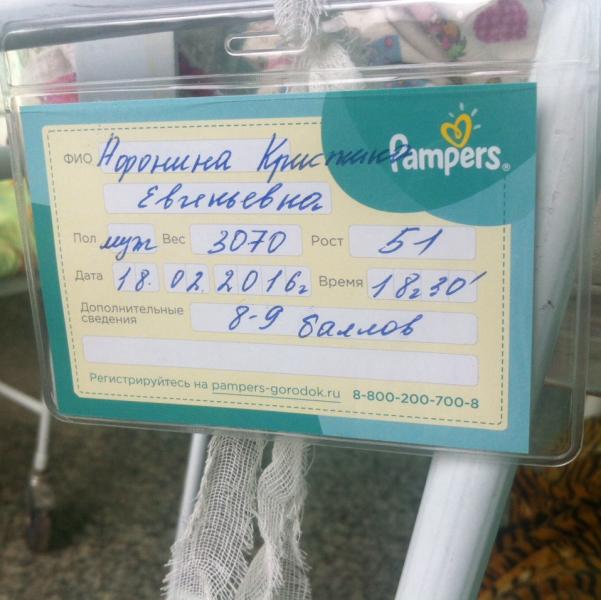 Pampers®
ФИО Афонина Кристина
Евгеньевна
Пол муж Вес 3070 Рост 51
Дата 18. 02. 2016г Время 18ч30'
Дополнительные сведения 8-9 баллов
Регистрируйтесь на pampers-gorodok.ru 8-800-200-700-8